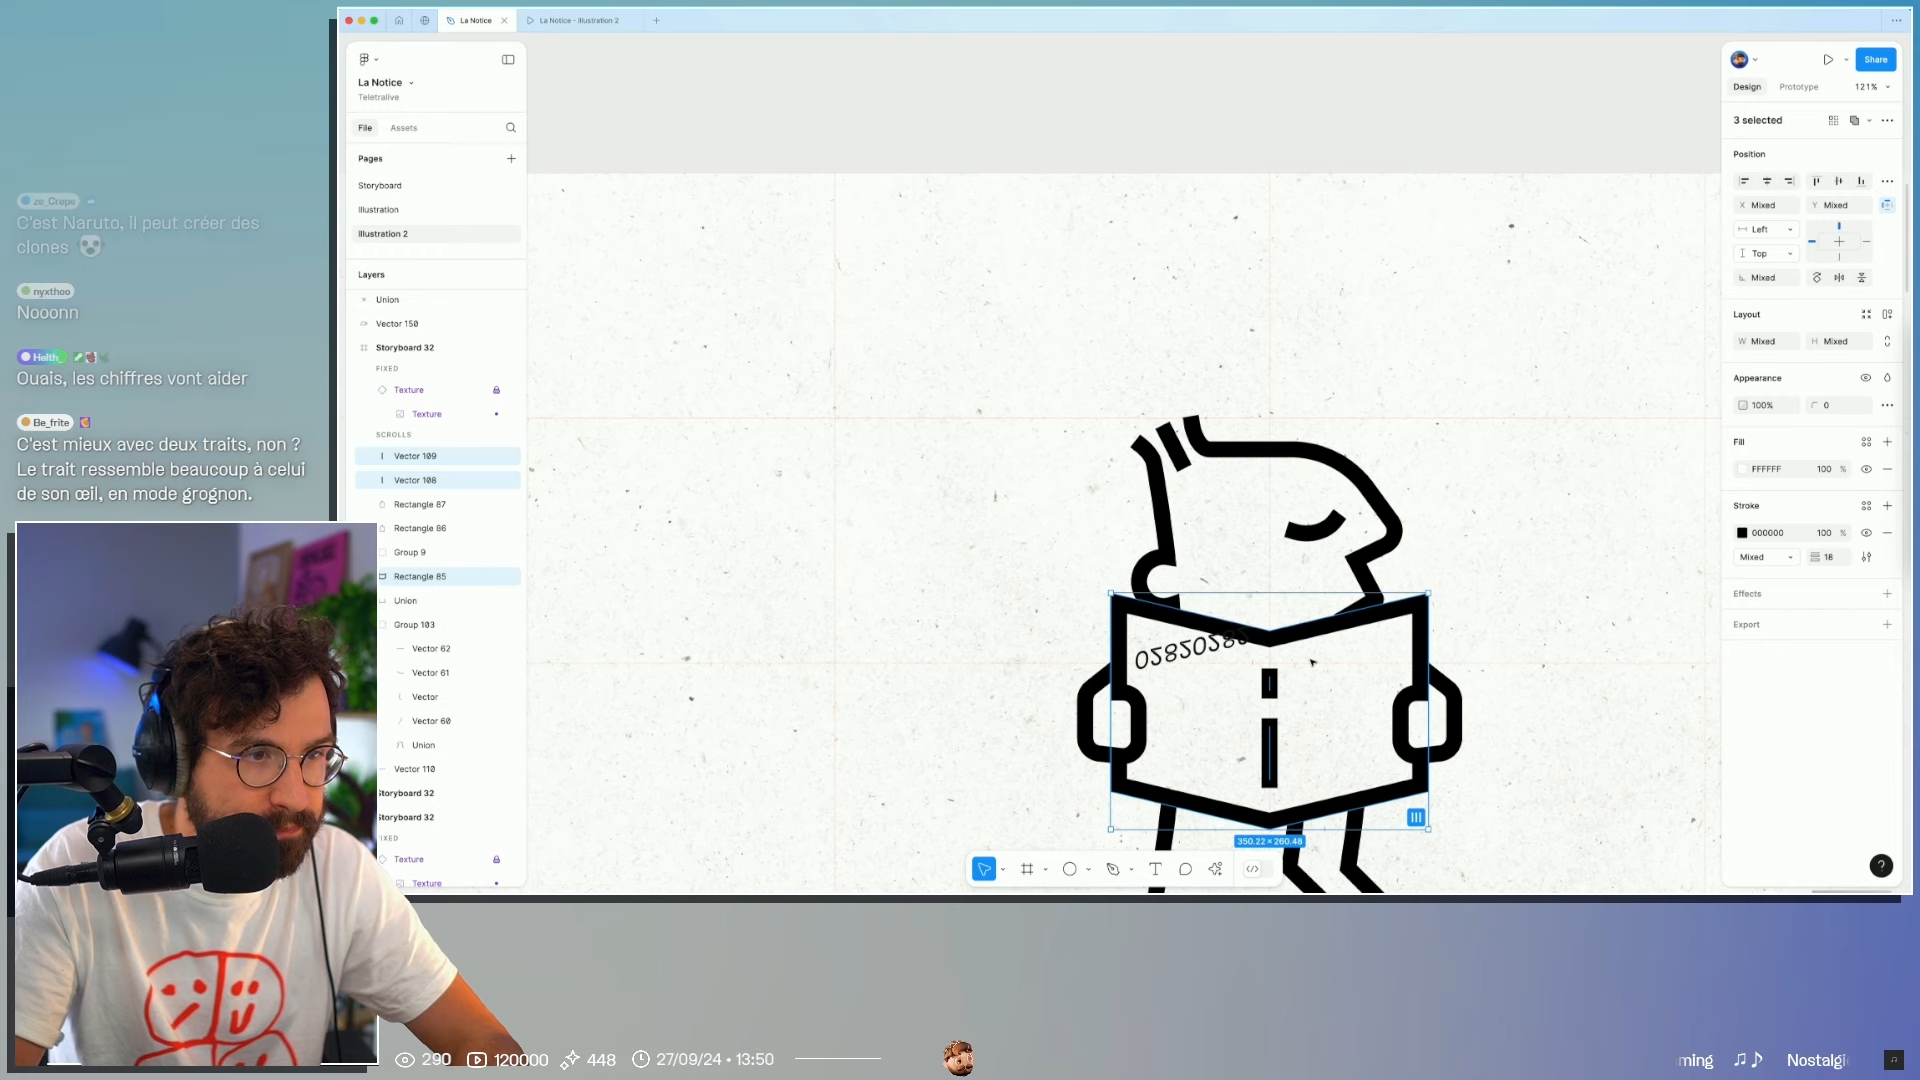 La Notice
La Notice - Illustration 2
La Notice
Teletralive
File
Assets
Pages
Storyboard
Illustration
Illustration 2
Layers
Union
Vector 150
Storyboard 32
FIXED
Texture
Texture
SCROLLS
Vector 109
Vector 108
Rectangle 87
Rectangle 86
Group 9
Rectangle 85
Union
Group 103
Vector 62
Vector 61
Vector
Vector 60
Union
Vector 110
Storyboard 32
Storyboard 32
FIXED
Texture
Texture
ze_Crepe
C'est Naruto, il peut créer des
clones
nyxthoo
Nooonn
Helth_
Ouais, les chiffres vont aider
Be_frite
C'est mieux avec deux traits, non ?
Le trait ressemble beaucoup à celui
de son œil, en mode grognon.
350.22 × 260.48
Share
Design
Prototype
121%
3 selected
Position
X Mixed
Y Mixed
Left
Top
Mixed
Layout
W Mixed
H Mixed
Appearance
100%
0
Fill
FFFFFF 100 %
Stroke
000000 100 %
Mixed
18
Effects
Export
?
290
120000
448
27/09/24 • 13:50
ming
Nostalgi